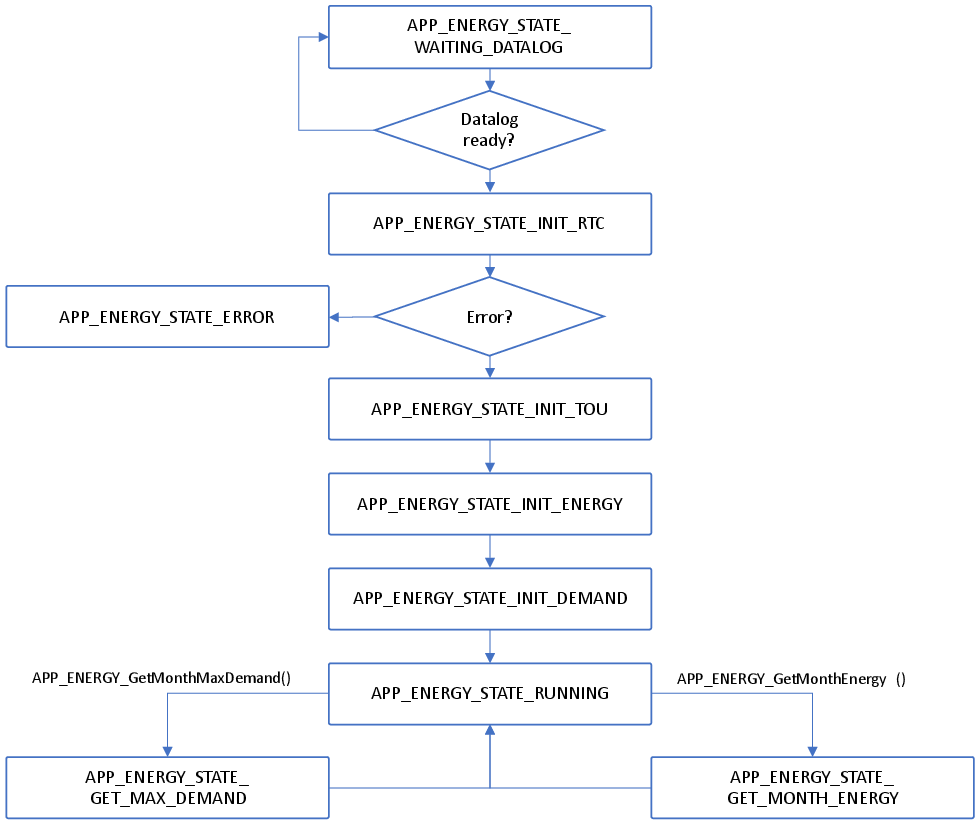 APP_ENERGY_STATE_
WAITING_DATALOG
Datalog
ready?
APP_ENERGY_STATE_INIT_RTC
Error?
APP_ENERGY_STATE_ERROR
APP_ENERGY_STATE_INIT_TOU
APP_ENERGY_STATE_INIT_ENERGY
APP_ENERGY_STATE_INIT_DEMAND
APP_ENERGY_GetMonthMaxDemand()
APP_ENERGY_STATE_RUNNING
APP_ENERGY_GetMonthEnergy ()
APP_ENERGY_STATE_
GET_MAX_DEMAND
APP_ENERGY_STATE_
GET_MONTH_ENERGY